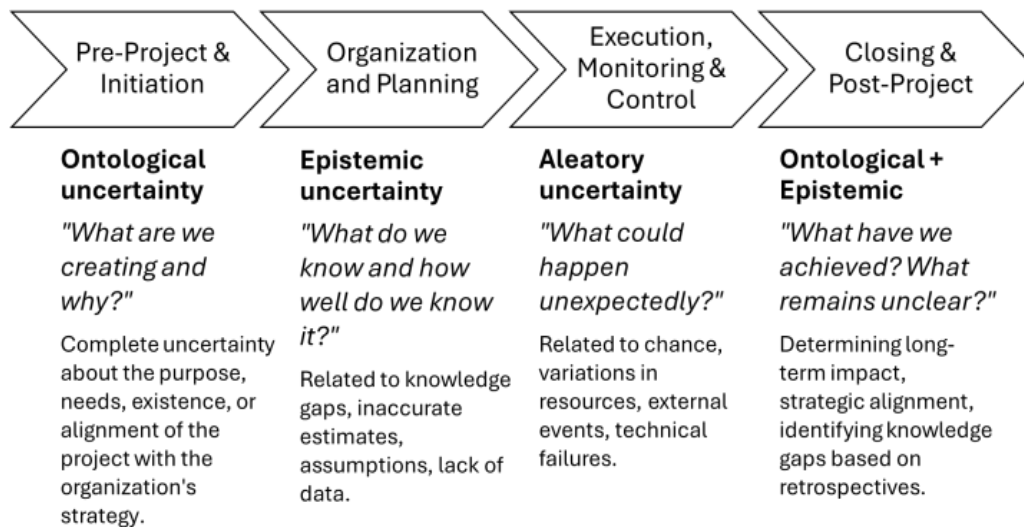 Pre-Project &
Initiation
Organization
and Planning
Execution,
Monitoring &
Control
Closing &
Post-Project
Ontological
uncertainty
"What are we
creating and
why?"
Complete uncertainty
about the purpose,
needs, existence, or
alignment of the
project with the
organization's
strategy.
Epistemic
uncertainty
"What do we
know and how
well do we know
it?"
Related to knowledge
gaps, inaccurate
estimates,
assumptions, lack of
data.
Aleatory
uncertainty
"What could
happen
unexpectedly?"
Related to chance,
variations in
resources, external
events, technical
failures.
Ontological +
Epistemic
"What have we
achieved? What
remains unclear?"
Determining long-
term impact,
strategic alignment,
identifying knowledge
gaps based on
retrospectives.